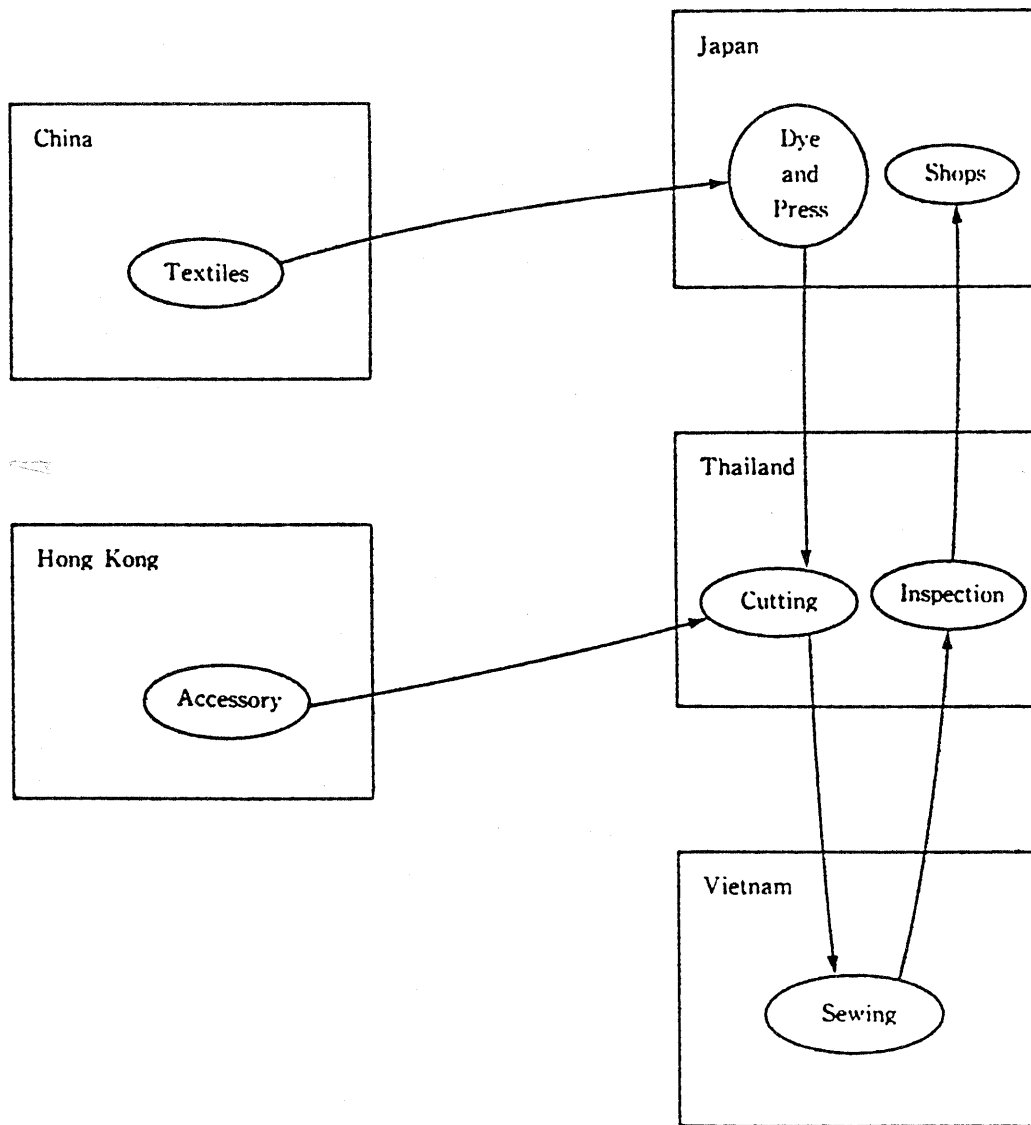 Japan
China
Dye
and
Press
Shops
Textiles
Thailand
Hong Kong
Cutting
Inspection
Accessory
Vietnam
Sewing